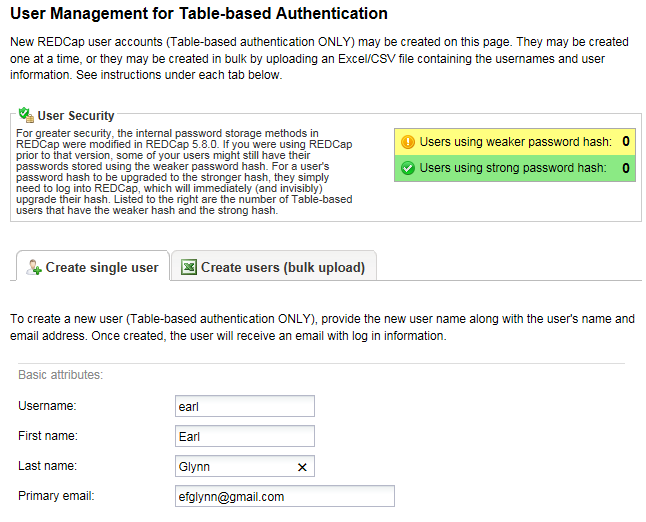 User Management for Table-based Authentication
New REDCap user accounts (Table-based authentication ONLY) may be created on this page. They may be created
one at a time, or they may be created in bulk by uploading an Excel/CSV file containing the usernames and user
information. See instructions under each tab below.
User Security
For greater security, the internal password storage methods in
REDCap were modified in REDCap 5.8.0. If you were using REDCap
prior to that version, some of your users might still have their
passwords stored using the weaker password hash. For a user's
password hash to be upgraded to the stronger hash, they simply
need to log into REDCap, which will immediately (and invisibly)
upgrade their hash. Listed to the right are the number of Table-based
users that have the weaker hash and the strong hash.
Users using weaker password hash: 0
Users using strong password hash: 0
Create single user
Create users (bulk upload)
To create a new user (Table-based authentication ONLY), provide the new user name along with the user's name and
email address. Once created, the user will receive an email with log in information.
Basic attributes:
Username: earl
First name: Earl
Last name: Glynn
Primary email: efglynn@gmail.com